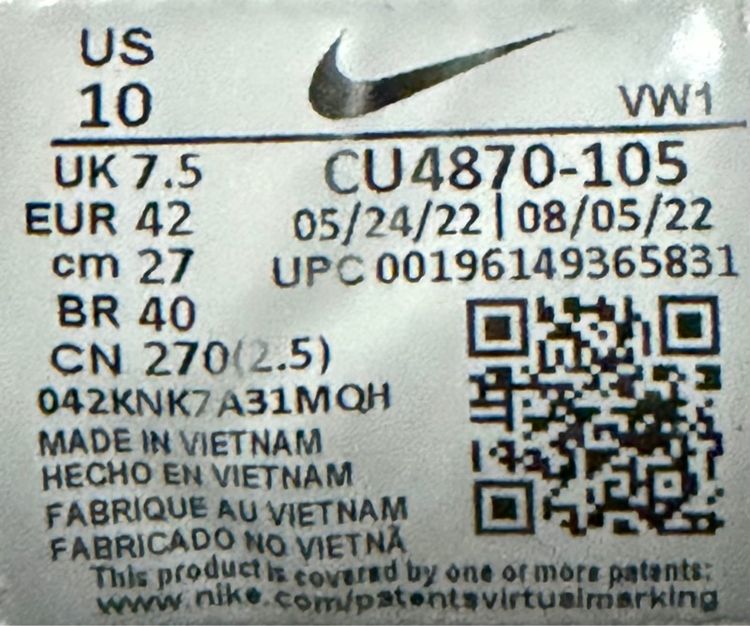 US
10
VW1
UK 7.5
CU4870-105
EUR 42
05/24/22 | 08/05/22
cm 27
UPC 00196149365831
BR 40
CN 270(2.5)
042KNK7A31MQH
MADE IN VIETNAM
HECHO EN VIETNAM
FABRIQUE AU VIETNAM
FABRICADO NO VIETNÃ
This product is covered by one or more patents:
www.nike.com/patentsvirtualmarking